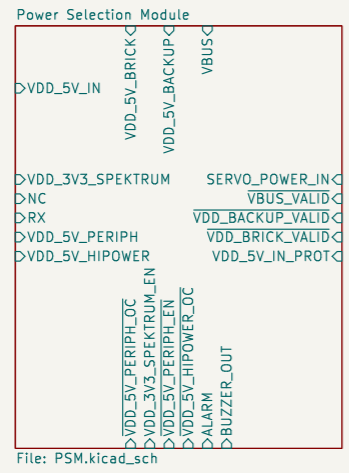 Power Selection Module
VDD_5V_BRICK
VDD_5V_BACKUP
VBUS
VDD_5V_IN
VDD_3V3_SPEKTRUM
NC
RX
VDD_5V_PERIPH
VDD_5V_HIPOWER
SERVO_POWER_IN
VBUS_VALID
VDD_BACKUP_VALID
VDD_BRICK_VALID
VDD_5V_IN_PROT
VDD_5V_PERIPH_OC
VDD_3V3_SPEKTRUM_EN
VDD_5V_PERIPH_EN
VDD_5V_HIPOWER_OC
ALARM
BUZZER_OUT
File: PSM.kicad_sch